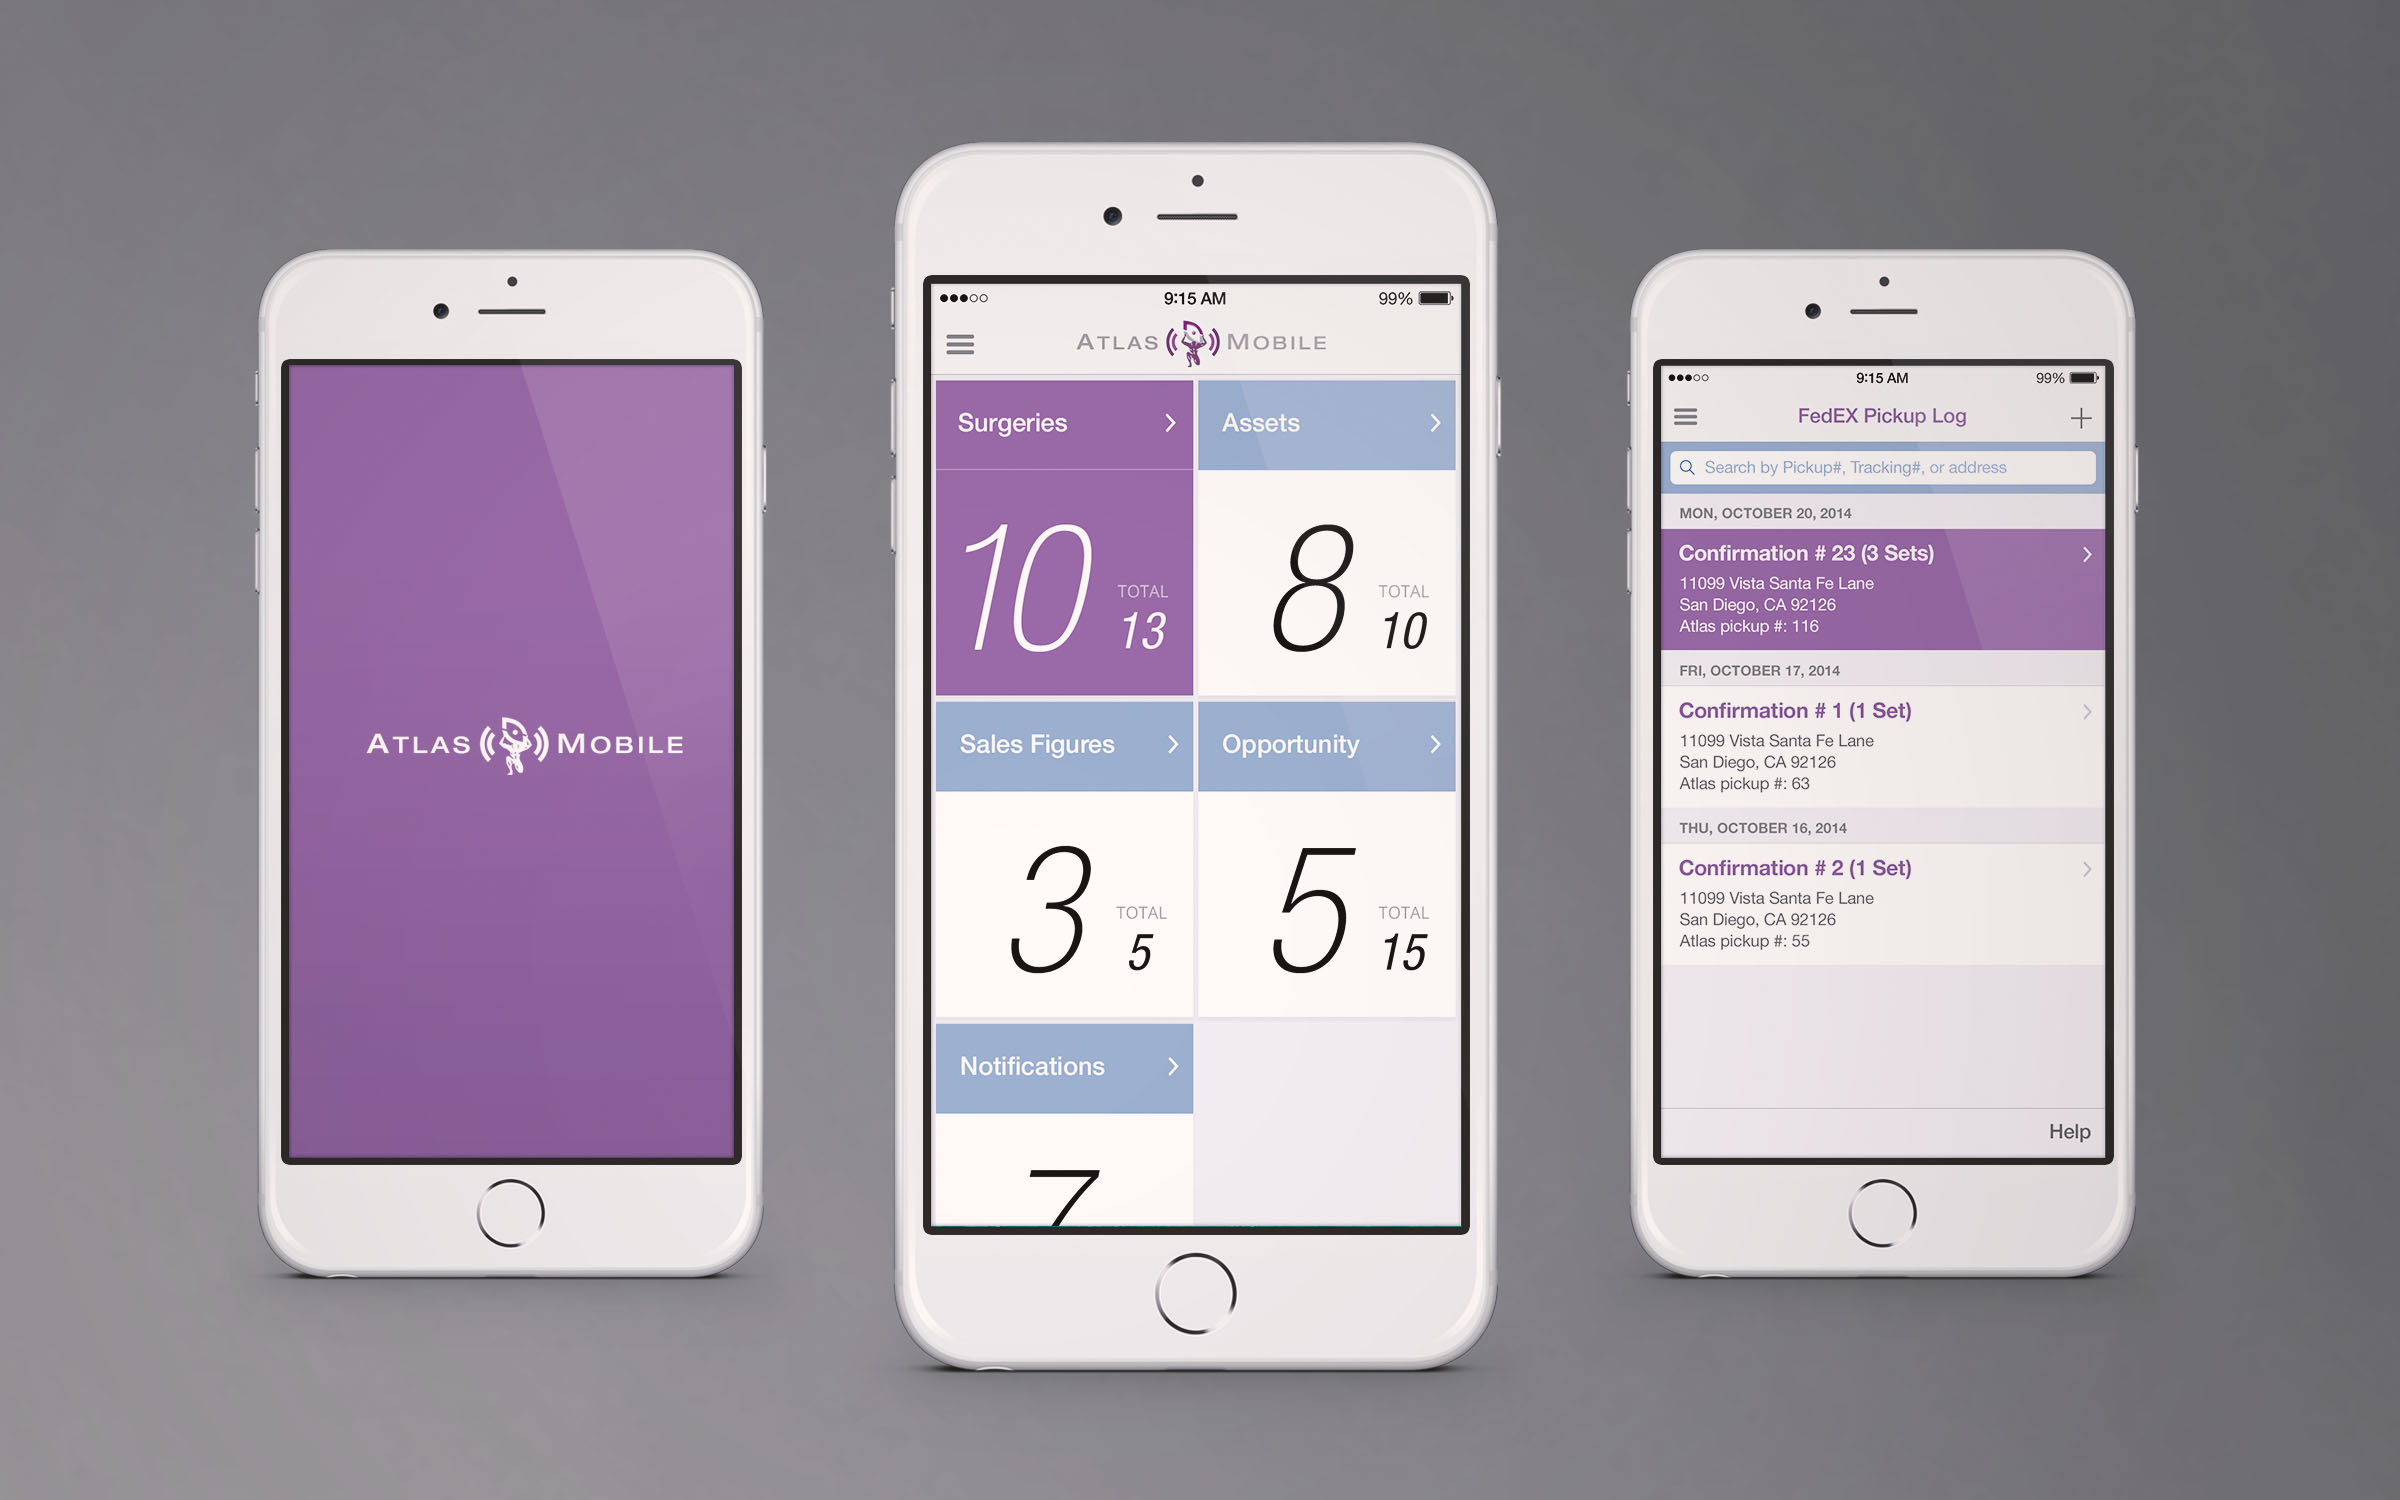 ATLAS MOBILE
9:15 AM 99%
ATLAS MOBILE
Surgeries
10 TOTAL 13
Assets
8 TOTAL 10
Sales Figures
3 TOTAL 5
Opportunity
5 TOTAL 15
Notifications
7
9:15 AM 99%
FedEX Pickup Log
Search by Pickup#, Tracking#, or address
MON, OCTOBER 20, 2014
Confirmation # 23 (3 Sets)
11099 Vista Santa Fe Lane
San Diego, CA 92126
Atlas pickup #: 116
FRI, OCTOBER 17, 2014
Confirmation # 1 (1 Set)
11099 Vista Santa Fe Lane
San Diego, CA 92126
Atlas pickup #: 63
THU, OCTOBER 16, 2014
Confirmation # 2 (1 Set)
11099 Vista Santa Fe Lane
San Diego, CA 92126
Atlas pickup #: 55
Help